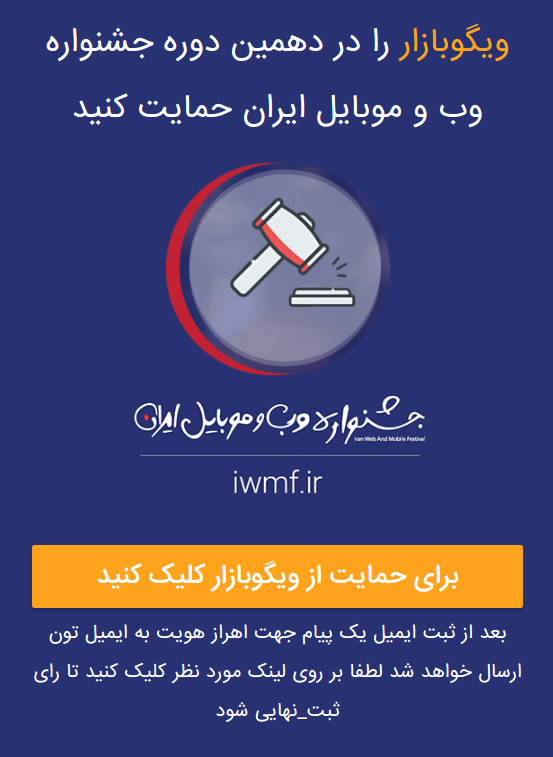 ویگوبازار را در دهمین دوره جشنواره
وب و موبایل ایران حمایت کنید
جشنواره وب و موبایل ایران
Iran Web And Mobile Festival
iwmf.ir
برای حمایت از ویگوبازار کلیک کنید
بعد از ثبت ایمیل یک پیام جهت اهراز هویت به ایمیل تون
ارسال خواهد شد لطفا بر روی لینک مورد نظر کلیک کنید تا رای
ثبت_نهایی شود